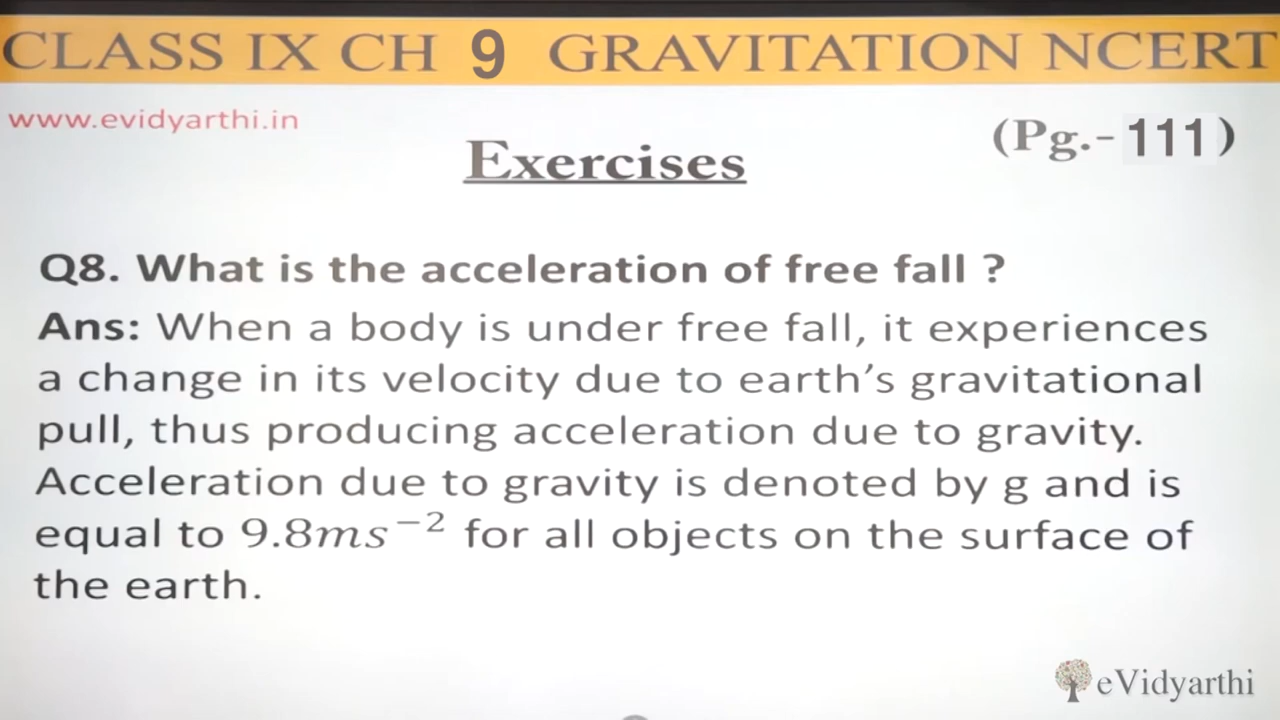 CLASS IX CH 9 GRAVITATION NCERT
www.evidyarthi.in
(Pg.-111)
Exercises
Q8. What is the acceleration of free fall ?
Ans: When a body is under free fall, it experiences
a change in its velocity due to earth’s gravitational
pull, thus producing acceleration due to gravity.
Acceleration due to gravity is denoted by g and is
equal to 9.8ms⁻² for all objects on the surface of
the earth.
eVidyarthi